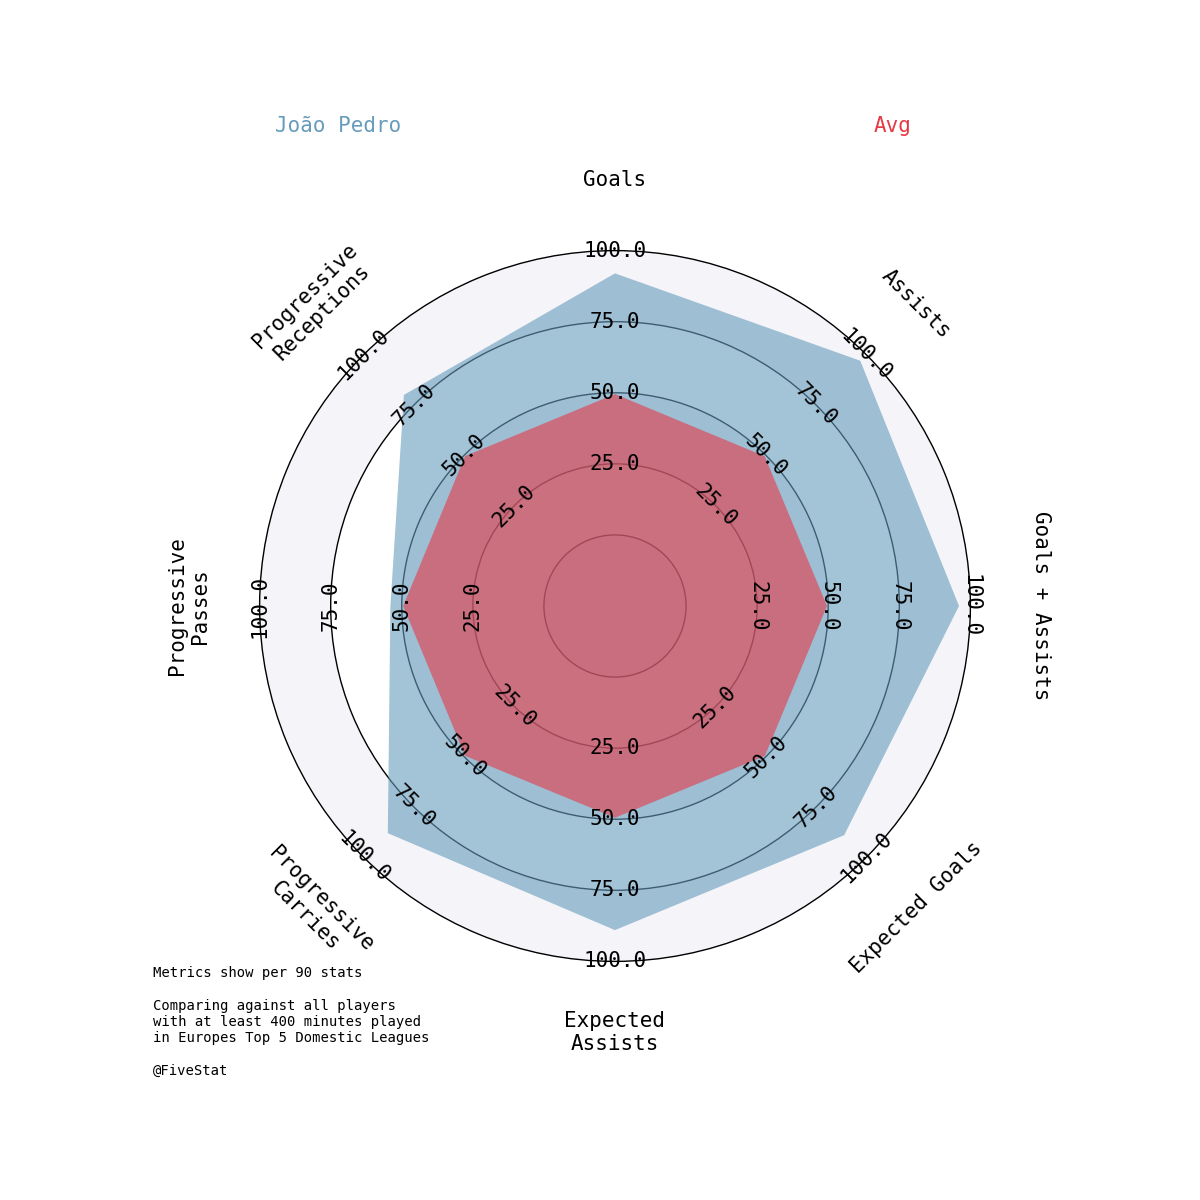 João Pedro
Avg
Goals
Progressive
Receptions
Assists
100.0
100.0
100.0
75.0
75.0
75.0
50.0
50.0
50.0
25.0
25.0
25.0
Progressive
Passes
100.0
75.0
50.0
25.0
25.0
50.0
75.0
100.0
Goals + Assists
25.0
25.0
25.0
50.0
50.0
50.0
75.0
75.0
75.0
100.0
100.0
100.0
Progressive
Carries
Expected Goals
Expected
Assists
Metrics show per 90 stats
Comparing against all players
with at least 400 minutes played
in Europes Top 5 Domestic Leagues
@FiveStat